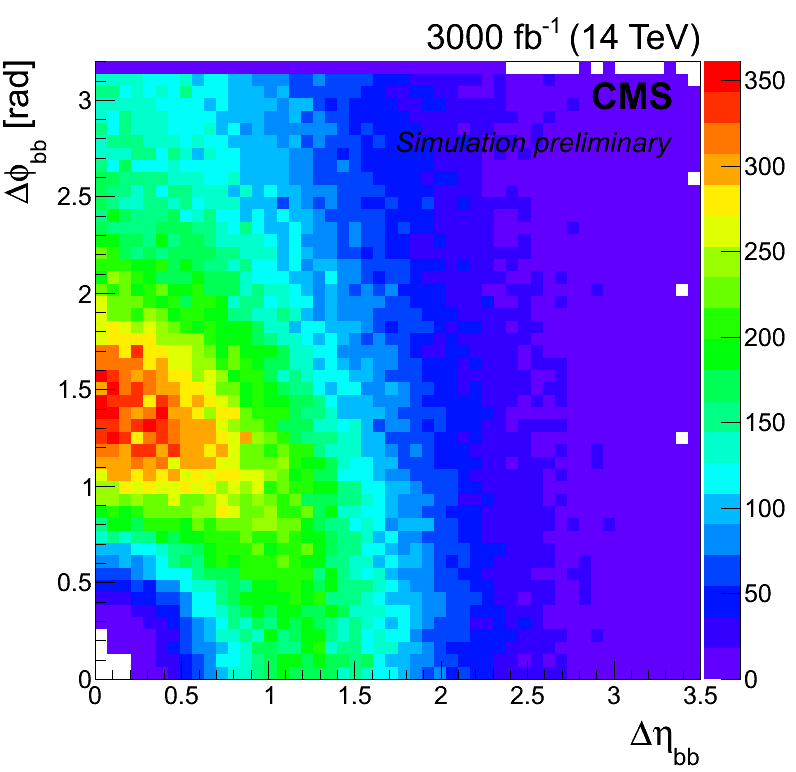 3000 fb⁻¹ (14 TeV)
CMS
Simulation preliminary
Δϕbb [rad]
3
2.5
2
1.5
1
0.5
0
0 0.5 1 1.5 2 2.5 3 3.5
Δηbb
350
300
250
200
150
100
50
0